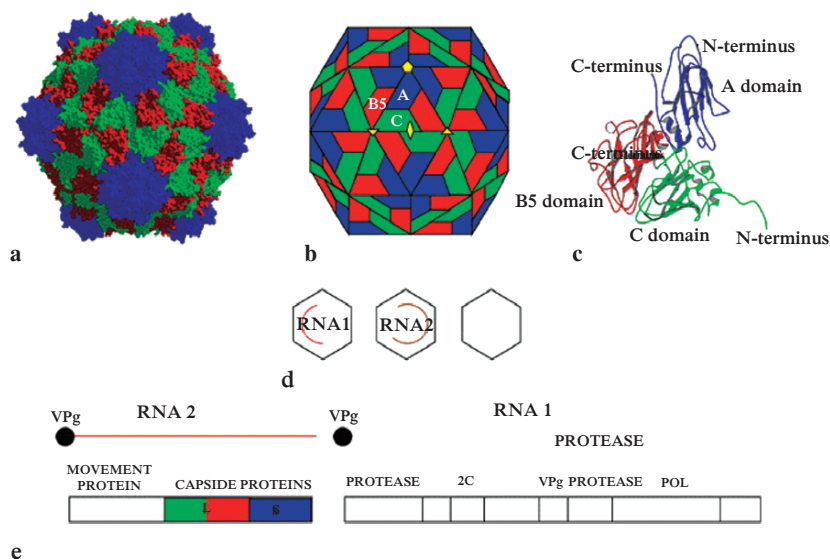 a
A
B5
C
b
N-terminus
C-terminus
A domain
C-terminus
B5 domain
C domain
N-terminus
c
RNA1
RNA2
d
VPg
RNA 2
VPg
RNA 1
PROTEASE
MOVEMENT
PROTEIN
CAPSIDE PROTEINS
PROTEASE
2C
VPg
PROTEASE
POL
L
S
e